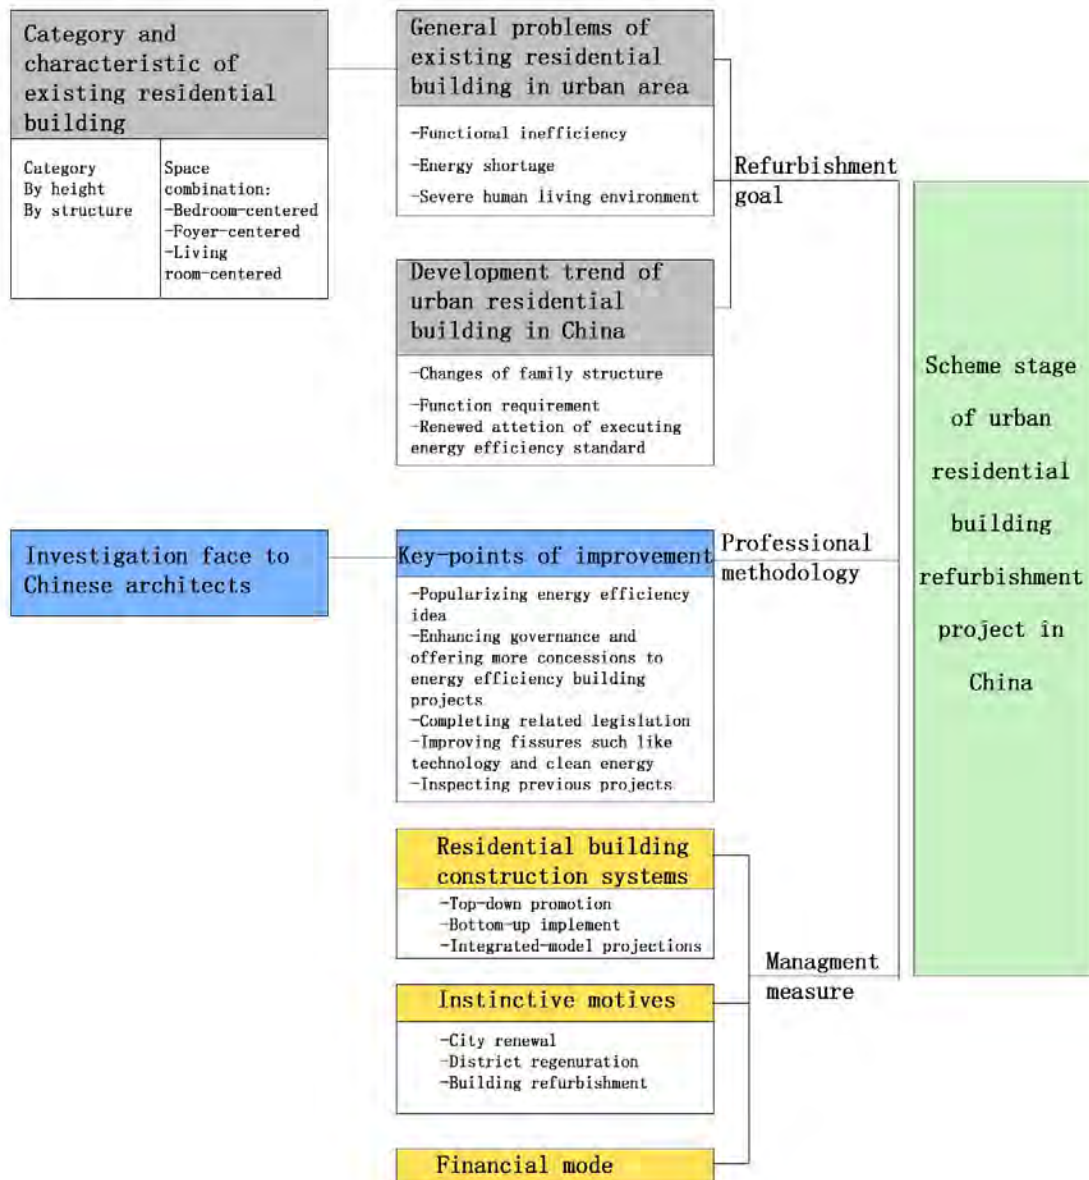 Category and
characteristic of
existing residential
building
Category
By height
By structure
Space
combination:
-Bedroom-centered
-Foyer-centered
-Living
room-centered
General problems of
existing residential
building in urban area
-Functional inefficiency
-Energy shortage
-Severe human living environment
Development trend of
urban residential
building in China
-Changes of family structure
-Function requirement
-Renewed attetion of executing
energy efficiency standard
Refurbishment
goal
Investigation face to
Chinese architects
Key-points of improvement
-Popularizing energy efficiency
idea
-Enhancing governance and
offering more concessions to
energy efficiency building
projects
-Completing related legislation
-Improving fissures such like
technology and clean energy
-Inspecting previous projects
Professional
methodology
Residential building
construction systems
-Top-down promotion
-Bottom-up implement
-Integrated-model projections
Instinctive motives
-City renewal
-District regenuration
-Building refurbishment
Financial mode
Managment
measure
Scheme stage
of urban
residential
building
refurbishment
project in
China